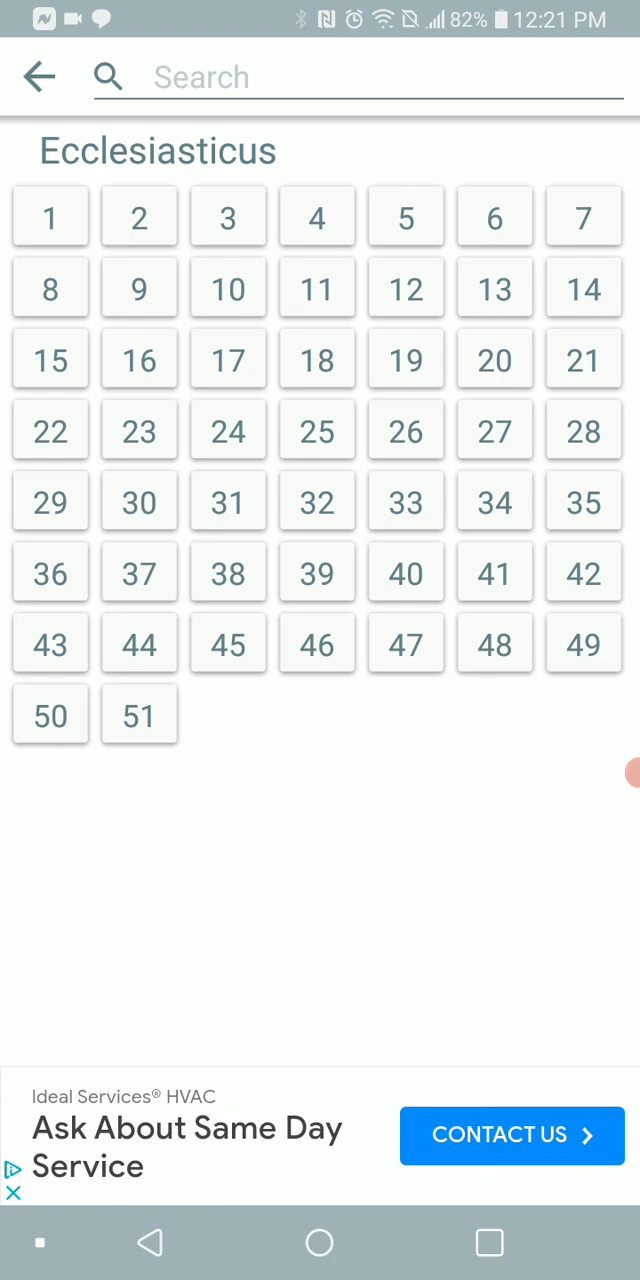 82% 12:21 PM
Search
Ecclesiasticus
1 2 3 4 5 6 7
8 9 10 11 12 13 14
15 16 17 18 19 20 21
22 23 24 25 26 27 28
29 30 31 32 33 34 35
36 37 38 39 40 41 42
43 44 45 46 47 48 49
50 51
Ideal Services® HVAC
Ask About Same Day
Service
CONTACT US